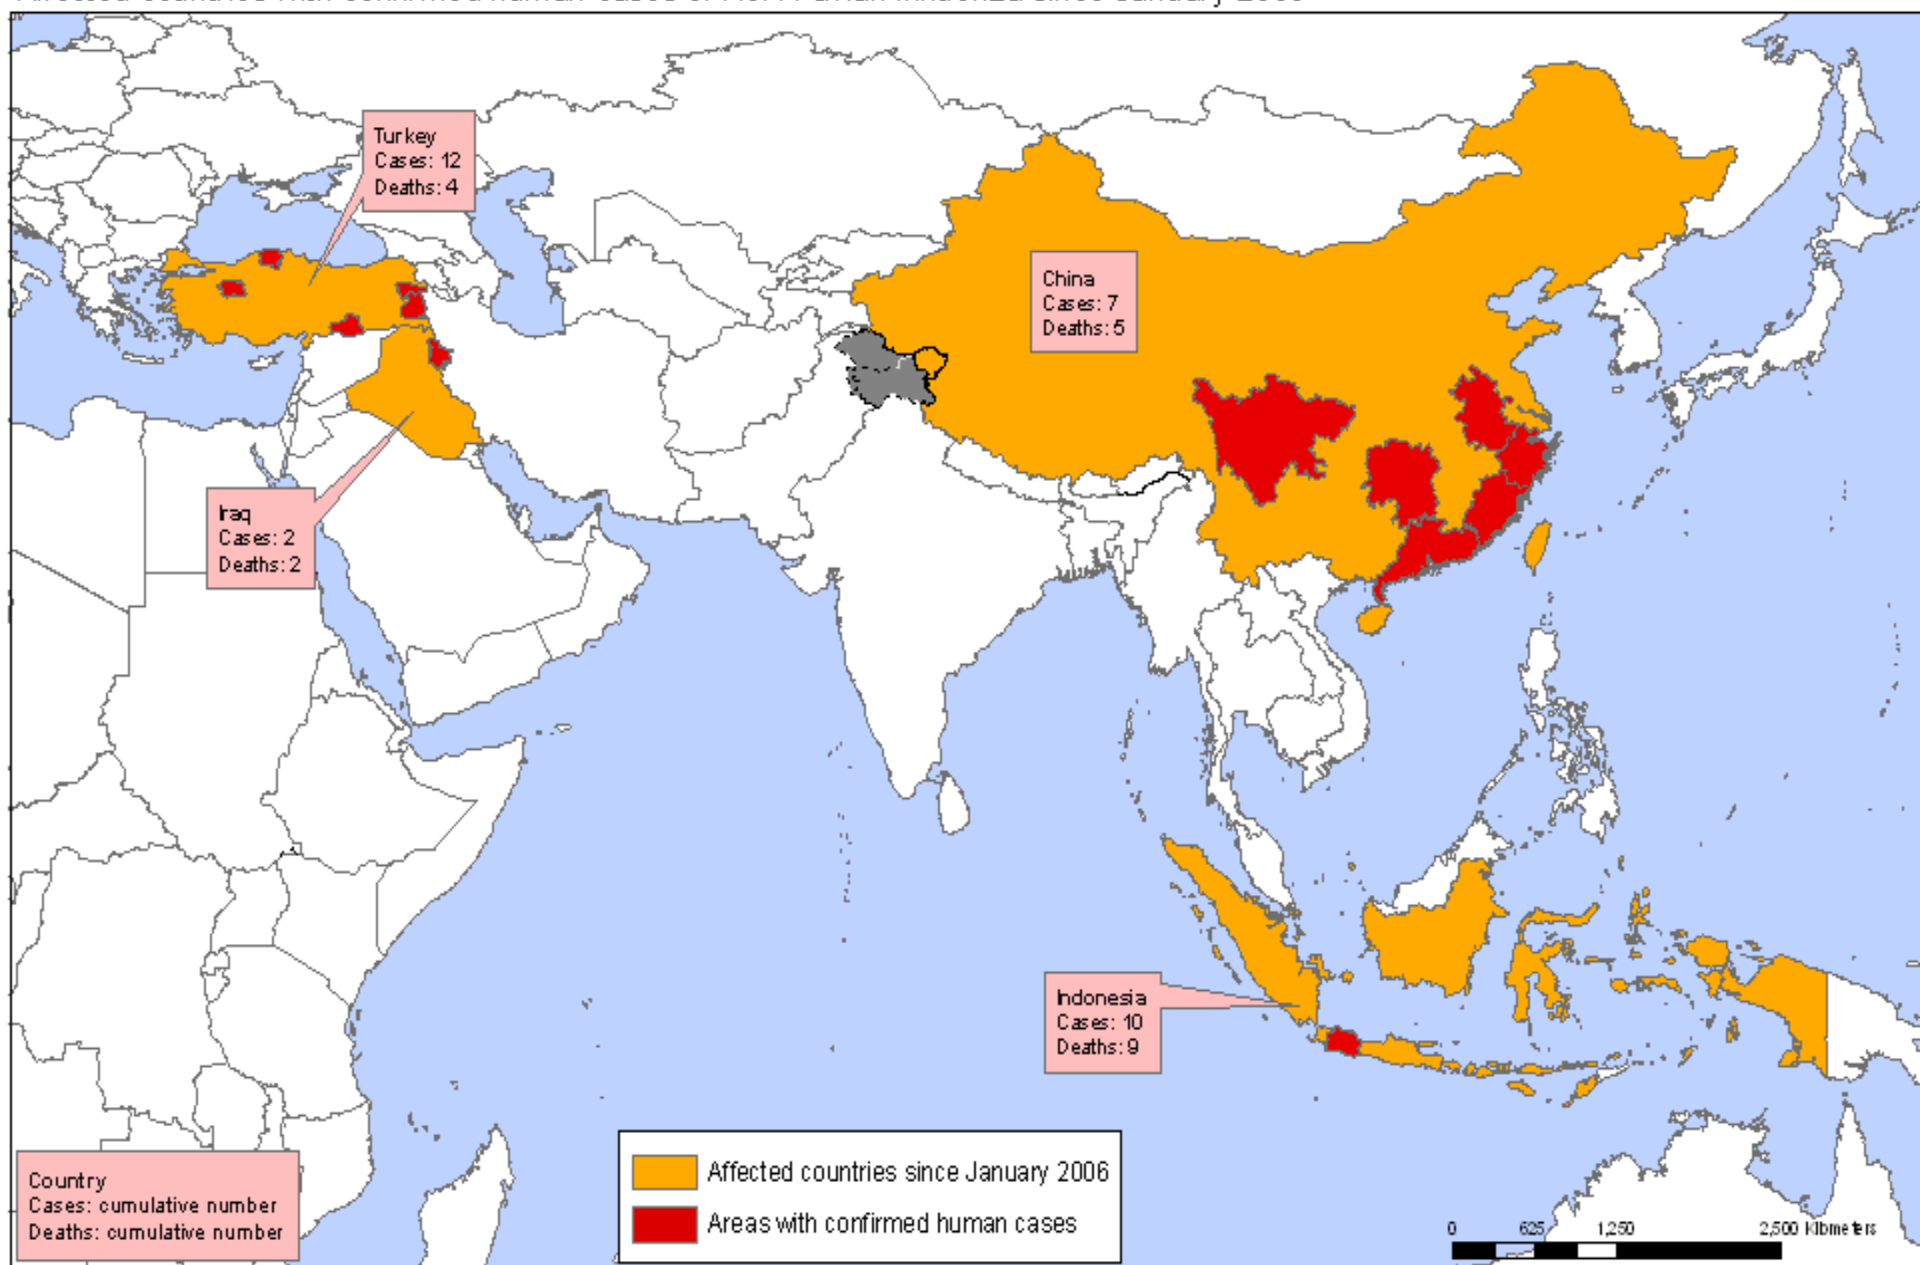 Turkey
Cases: 12
Deaths: 4
China
Cases: 7
Deaths: 5
Iraq
Cases: 2
Deaths: 2
Indonesia
Cases: 10
Deaths: 9
Country
Cases: cumulative number
Deaths: cumulative number
Affected countries since January 2006
Areas with confirmed human cases
0 625 1,250 2,500 Kilometers